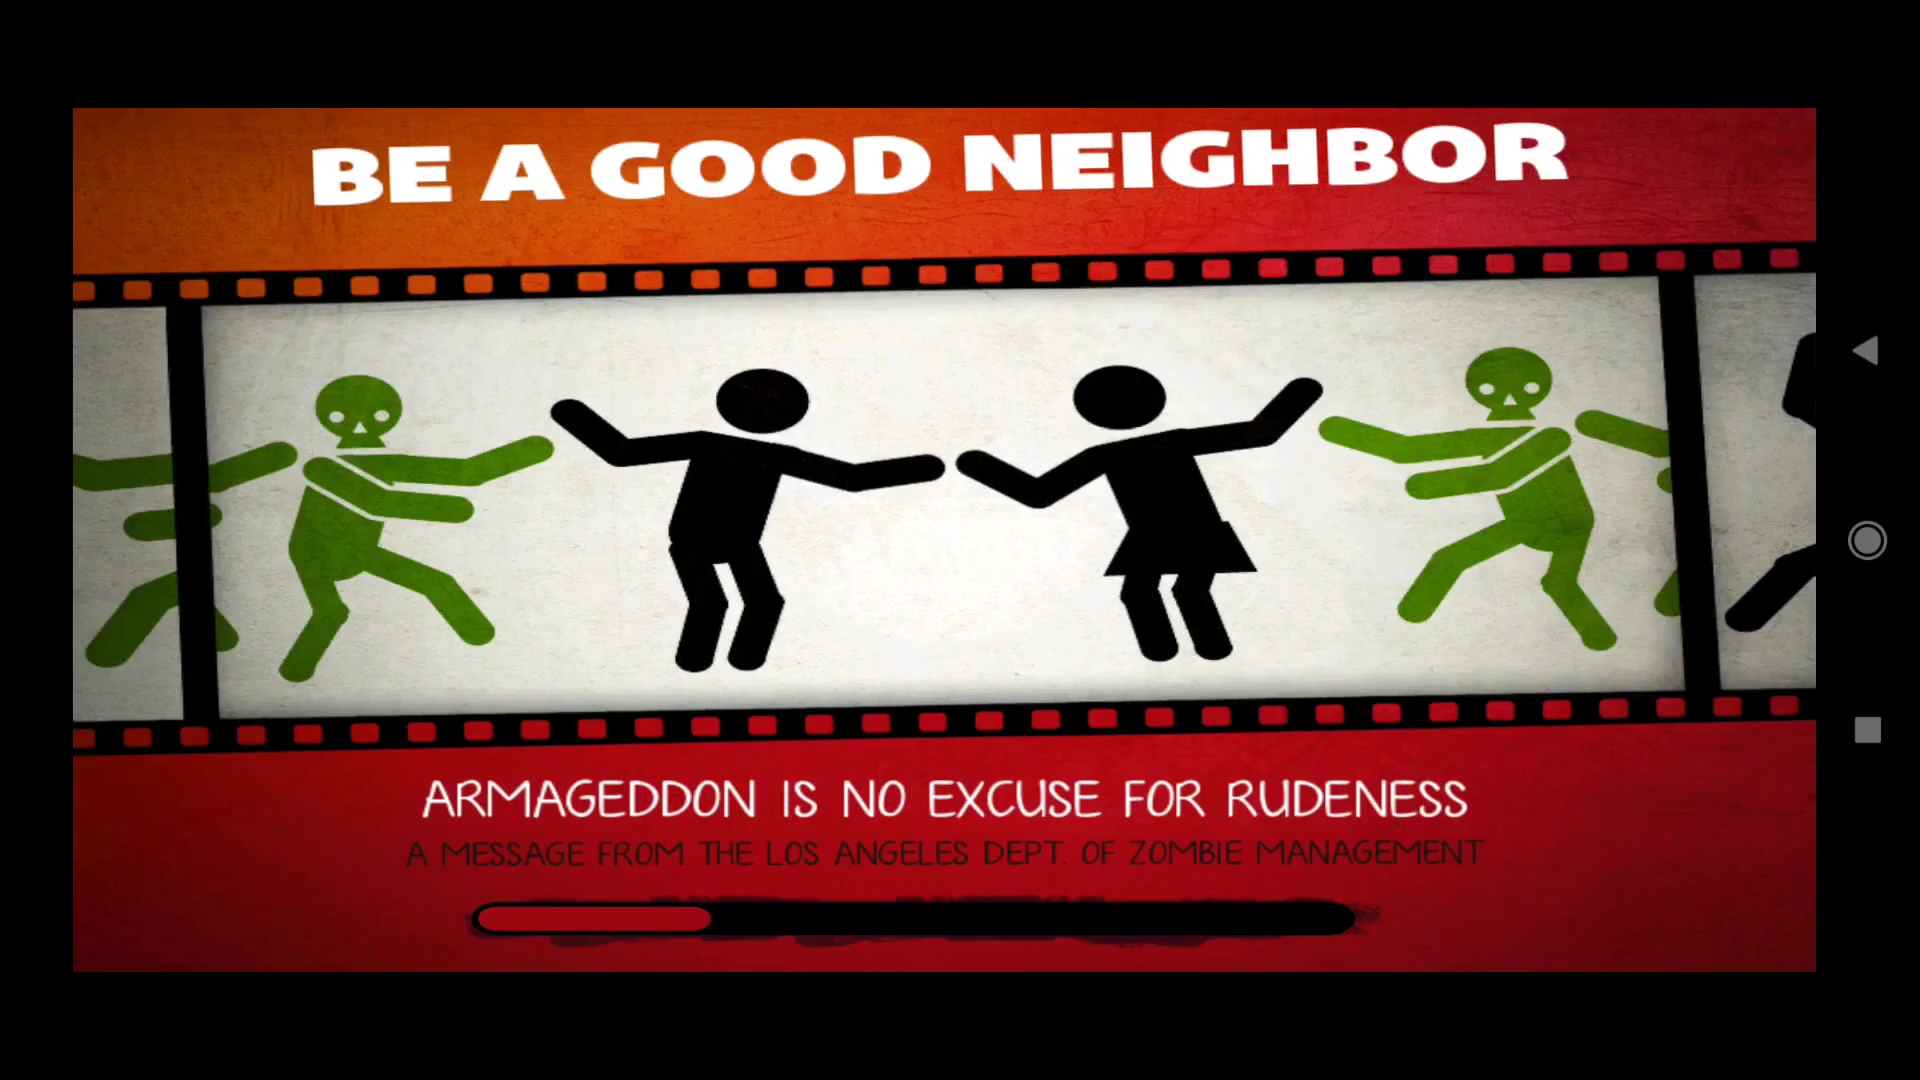 BE A GOOD NEIGHBOR
ARMAGEDDON IS NO EXCUSE FOR RUDENESS
A MESSAGE FROM THE LOS ANGELES DEPT. OF ZOMBIE MANAGEMENT